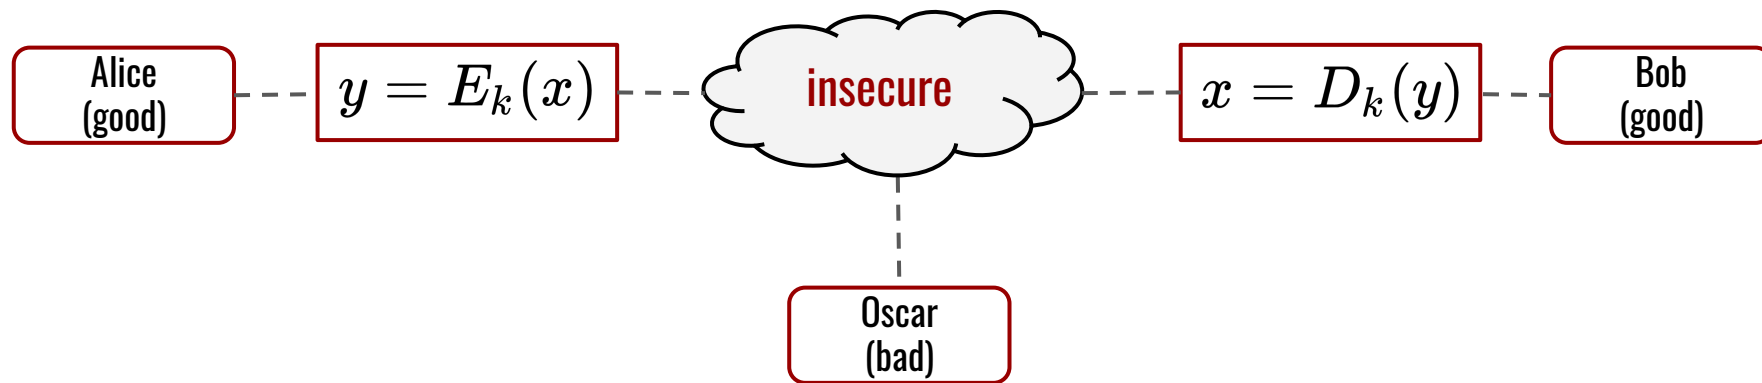 Alice
(good)
y = E_k(x)
insecure
x = D_k(y)
Bob
(good)
Oscar
(bad)